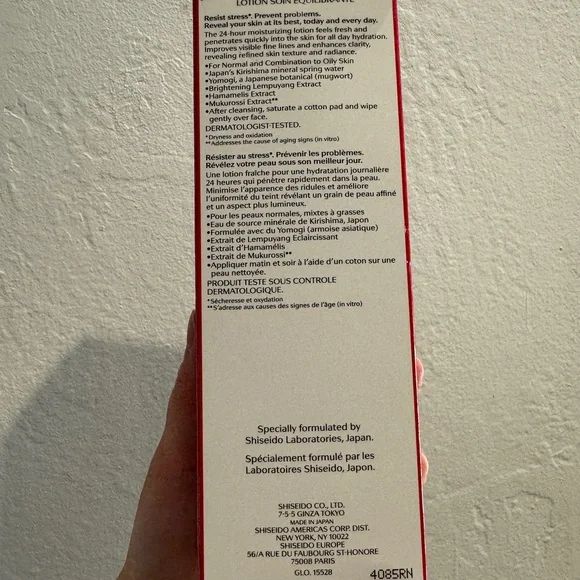 LOTION SOIN EQUILIBRANTE
Resist stress*. Prevent problems.
Reveal your skin at its best, today and every day.
The 24-hour moisturizing lotion feels fresh and
penetrates quickly into the skin for all day hydration.
Improves visible fine lines and enhances clarity,
revealing refined skin texture and radiance.
•For Normal and Combination to Oily Skin
•Japan's Kirishima mineral spring water
•Yomogi, a Japanese botanical (mugwort)
•Brightening Lempuyang Extract
•Hamamelis Extract
•Mukurossi Extract**
•After cleansing, saturate a cotton pad and wipe
gently over face.
DERMATOLOGIST-TESTED.
*Dryness and oxidation
**Addresses the cause of aging signs (in vitro)
Résister au stress*. Prévenir les problèmes.
Révélez votre peau sous son meilleur jour.
Une lotion fraîche pour une hydratation journalière
24 heures qui pénètre rapidement dans la peau.
Minimise l'apparence des ridules et améliore
l'uniformité du teint révélant un grain de peau affiné
et un aspect plus lumineux.
•Pour les peaux normales, mixtes à grasses
•Eau de source minérale de Kirishima, Japon
•Formulée avec du Yomogi (armoise asiatique)
•Extrait de Lempuyang Eclaircissant
•Extrait d'Hamamélis
•Extrait de Mukurossi**
•Appliquer matin et soir à l'aide d'un coton sur une
peau nettoyée.
PRODUIT TESTE SOUS CONTROLE
DERMATOLOGIQUE.
*Sécheresse et oxydation
**S'adresse aux causes des signes de l'âge (in vitro)
Specially formulated by
Shiseido Laboratories, Japan.
Spécialement formulé par les
Laboratoires Shiseido, Japon.
SHISEIDO CO., LTD.
7-5-5 GINZA TOKYO
MADE IN JAPAN
SHISEIDO AMERICAS CORP. DIST.
NEW YORK, NY 10022
SHISEIDO EUROPE
56/A RUE DU FAUBOURG ST-HONORE
75008 PARIS
GLO. 15528
4085RN